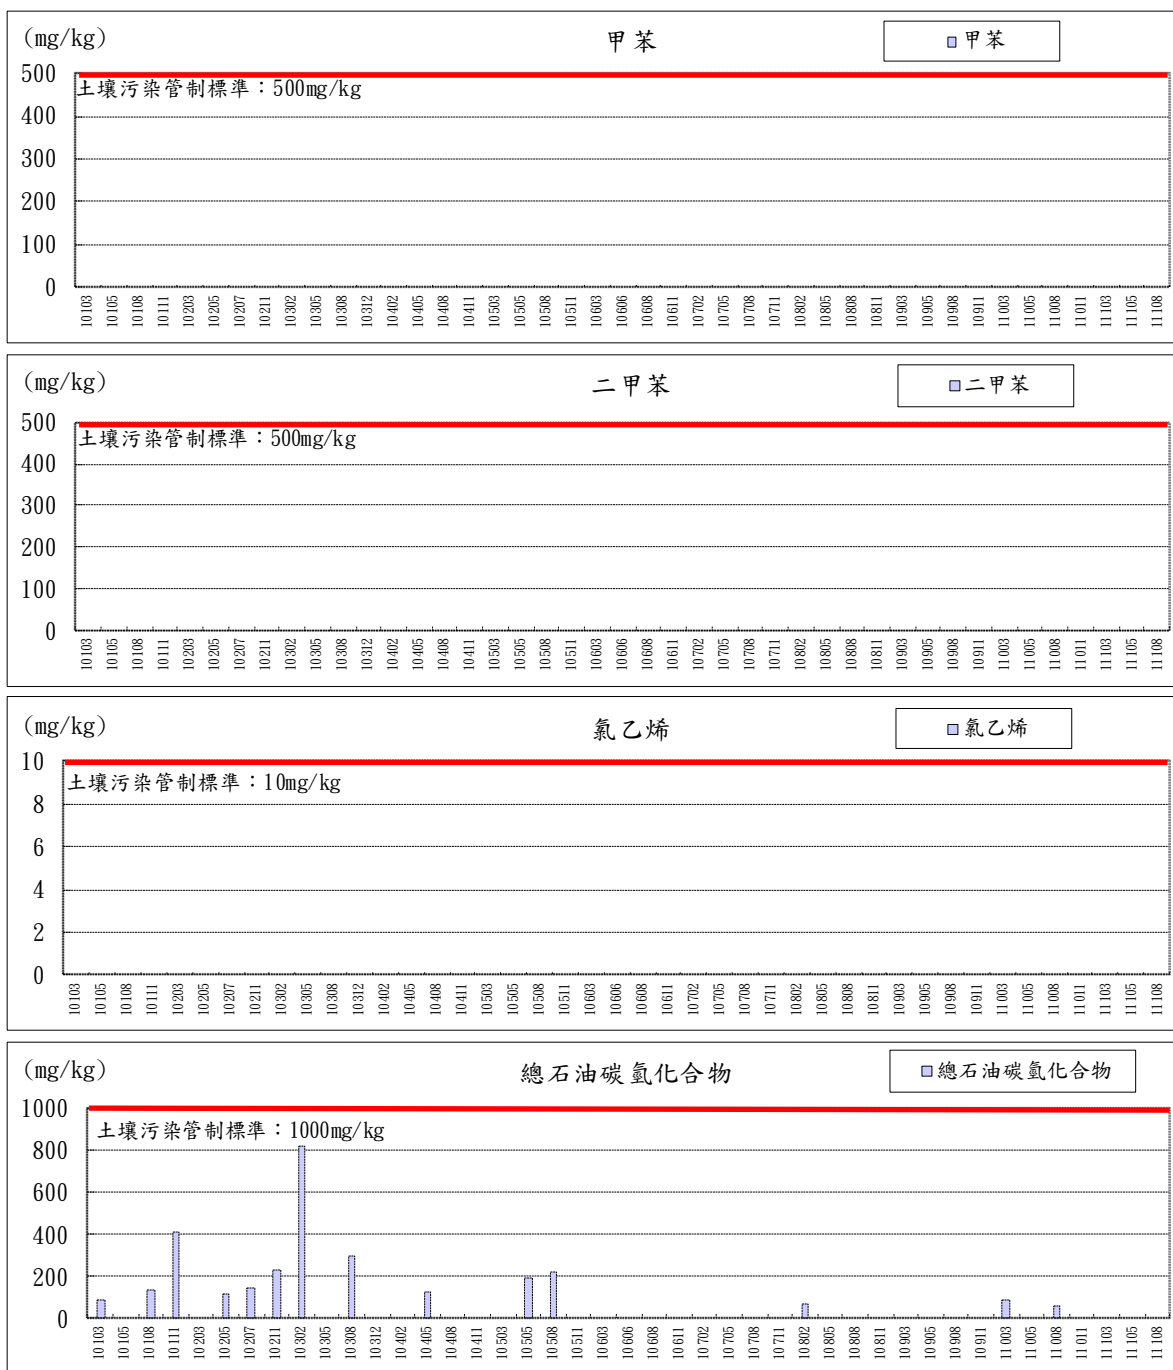 (mg/kg)
甲苯
甲苯
500
土壤污染管制標準：500mg/kg
400
300
200
100
0
10103 10105 10108 10111 10203 10205 10207 10211 10302 10305 10308 10312 10402 10405 10408 10411 10503 10505 10508 10511 10603 10606 10608 10611 10702 10705 10708 10711 10802 10805 10808 10811 10903 10905 10908 10911 11003 11005 11008 11011 11103 11105 11108
(mg/kg)
二甲苯
二甲苯
500
土壤污染管制標準：500mg/kg
400
300
200
100
0
10103 10105 10108 10111 10203 10205 10207 10211 10302 10305 10308 10312 10402 10405 10408 10411 10503 10505 10508 10511 10603 10606 10608 10611 10702 10705 10708 10711 10802 10805 10808 10811 10903 10905 10908 10911 11003 11005 11008 11011 11103 11105 11108
(mg/kg)
氯乙烯
氯乙烯
10
土壤污染管制標準：10mg/kg
8
6
4
2
0
10103 10105 10108 10111 10203 10205 10207 10211 10302 10305 10308 10312 10402 10405 10408 10411 10503 10505 10508 10511 10603 10606 10608 10611 10702 10705 10708 10711 10802 10805 10808 10811 10903 10905 10908 10911 11003 11005 11008 11011 11103 11105 11108
(mg/kg)
總石油碳氫化合物
總石油碳氫化合物
1000
土壤污染管制標準：1000mg/kg
800
600
400
200
0
10103 10105 10108 10111 10203 10205 10207 10211 10302 10305 10308 10312 10402 10405 10408 10411 10503 10505 10508 10511 10603 10606 10608 10611 10702 10705 10708 10711 10802 10805 10808 10811 10903 10905 10908 10911 11003 11005 11008 11011 11103 11105 11108